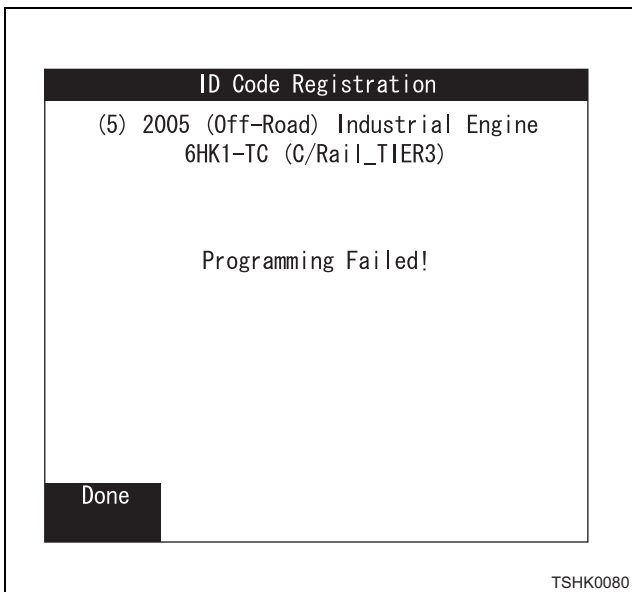 ID Code Registration
(5) 2005 (Off-Road) Industrial Engine
6HK1-TC (C/Rail_TIER3)
Programming Failed!
Done
TSHK0080